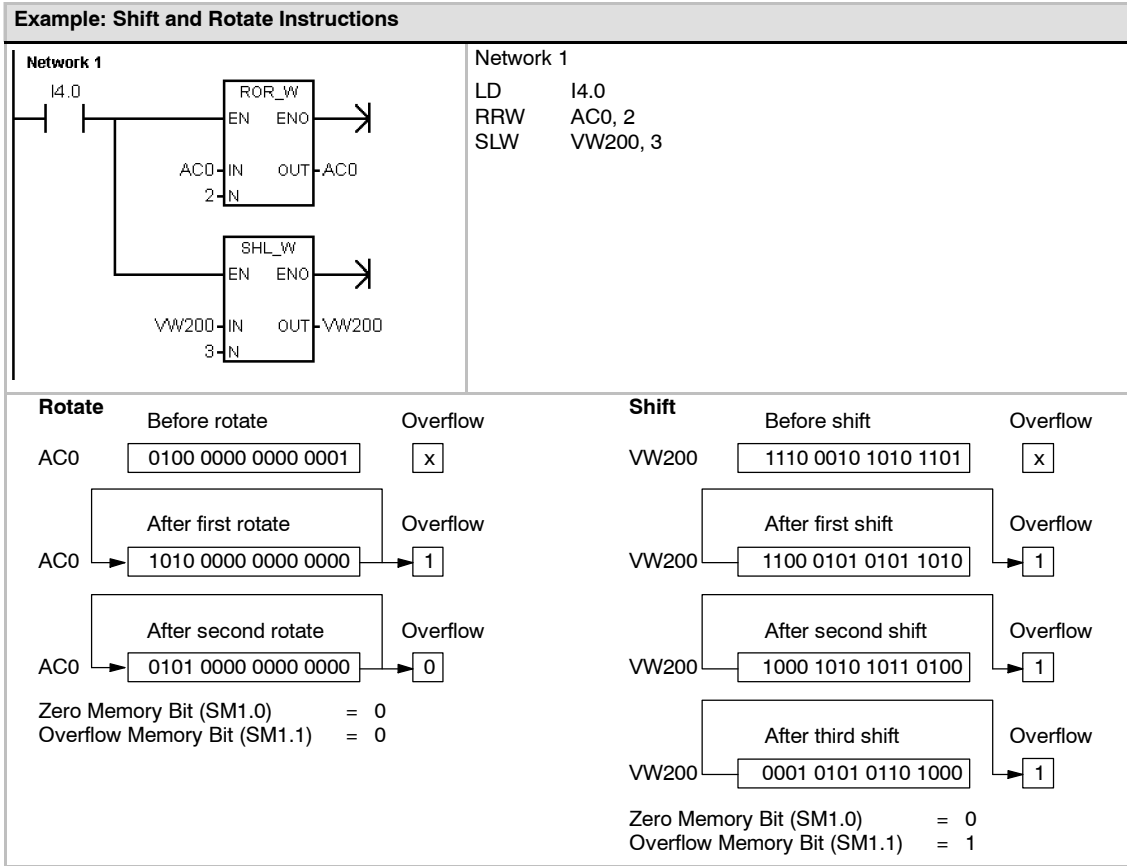 Example: Shift and Rotate Instructions
Network 1
I4.0
ROR_W
EN ENO
AC0 IN OUT AC0
2 N
SHL_W
EN ENO
VW200 IN OUT VW200
3 N
Network 1
LD I4.0
RRW AC0, 2
SLW VW200, 3
Rotate
Before rotate Overflow
AC0 0100 0000 0000 0001 x
After first rotate Overflow
AC0 1010 0000 0000 0000 1
After second rotate Overflow
AC0 0101 0000 0000 0000 0
Zero Memory Bit (SM1.0) = 0
Overflow Memory Bit (SM1.1) = 0
Shift
Before shift Overflow
VW200 1110 0010 1010 1101 x
After first shift Overflow
VW200 1100 0101 0101 1010 1
After second shift Overflow
VW200 1000 1010 1011 0100 1
After third shift Overflow
VW200 0001 0101 0110 1000 1
Zero Memory Bit (SM1.0) = 0
Overflow Memory Bit (SM1.1) = 1